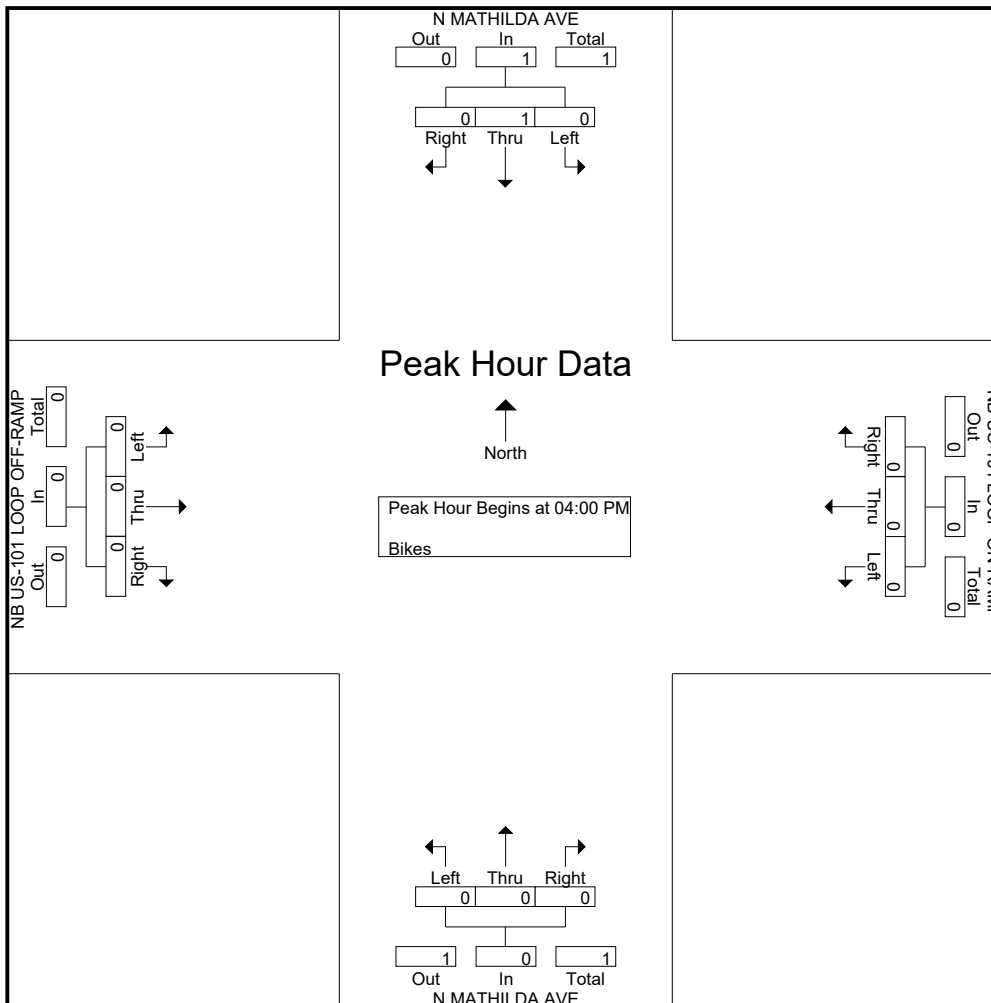 N MATHILDA AVE
Out In Total
0 1 1
0 1 0
Right Thru Left
Peak Hour Data
North
Peak Hour Begins at 04:00 PM
Bikes
NB US-101 LOOP OFF-RAMP
Out In Total
0 0 0
0 0 0
Right Thru Left
Out In Total
0 0 0
Right Thru Left
0 0 0
Left Thru Right
0 0 0
1 0 1
Out In Total
N MATHILDA AVE